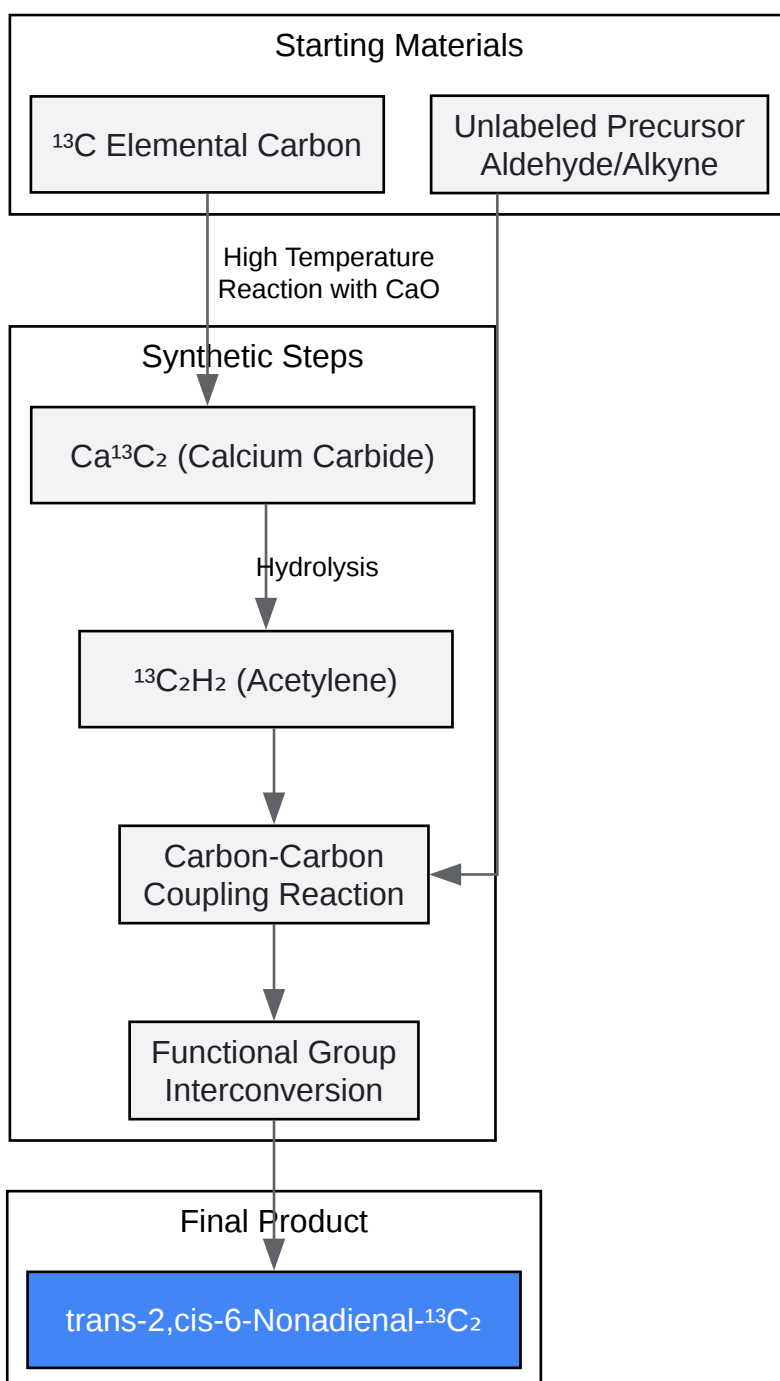 Starting Materials
¹³C Elemental Carbon
Unlabeled Precursor
Aldehyde/Alkyne
High Temperature
Reaction with CaO
Synthetic Steps
Ca¹³C₂ (Calcium Carbide)
Hydrolysis
¹³C₂H₂ (Acetylene)
Carbon-Carbon
Coupling Reaction
Functional Group
Interconversion
Final Product
trans-2,cis-6-Nonadienal-¹³C₂